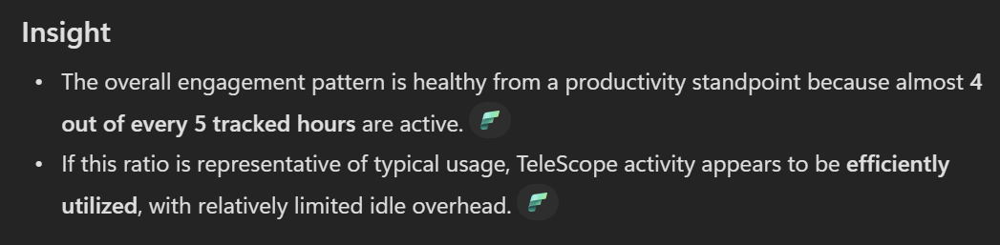 Insight
• The overall engagement pattern is healthy from a productivity standpoint because almost 4
out of every 5 tracked hours are active.
• If this ratio is representative of typical usage, TeleScope activity appears to be efficiently
utilized, with relatively limited idle overhead.